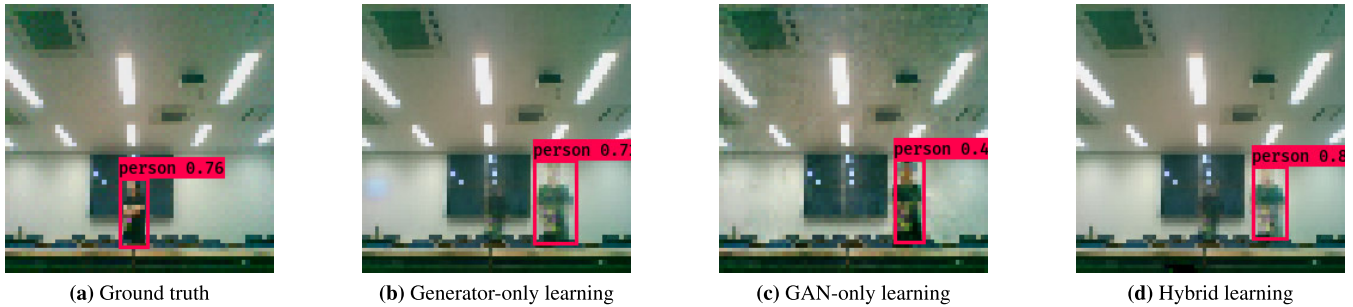 person 0.76
person 0.7
person 0.4
person 0.8
(a) Ground truth
(b) Generator-only learning
(c) GAN-only learning
(d) Hybrid learning